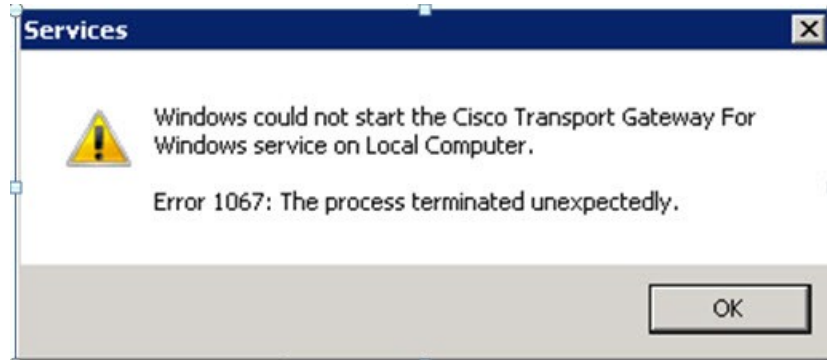 Services
Windows could not start the Cisco Transport Gateway For
Windows service on Local Computer.
Error 1067: The process terminated unexpectedly.
OK